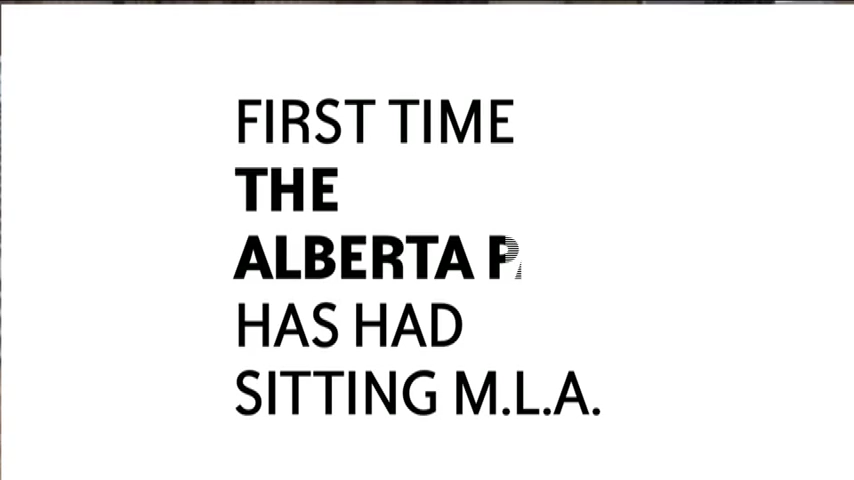 FIRST TIME
THE
ALBERTA
HAS HAD
SITTING M.L.A.